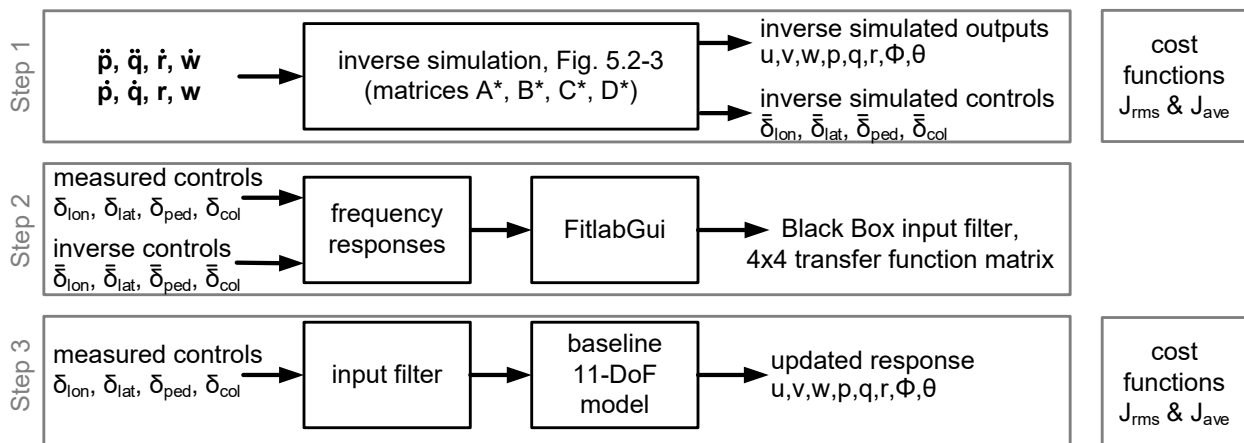 Step 1
p̈, q̈, ṙ, ẇ
ṗ, q̇, r, w
inverse simulation, Fig. 5.2-3
(matrices A*, B*, C*, D*)
inverse simulated outputs
u,v,w,p,q,r,Φ,θ
inverse simulated controls
δ̄lon, δ̄lat, δ̄ped, δ̄col
cost
functions
Jrms & Jave
Step 2
measured controls
δlon, δlat, δped, δcol
inverse controls
δ̄lon, δ̄lat, δ̄ped, δ̄col
frequency
responses
FitlabGui
Black Box input filter,
4x4 transfer function matrix
Step 3
measured controls
δlon, δlat, δped, δcol
input filter
baseline
11-DoF
model
updated response
u,v,w,p,q,r,Φ,θ
cost
functions
Jrms & Jave